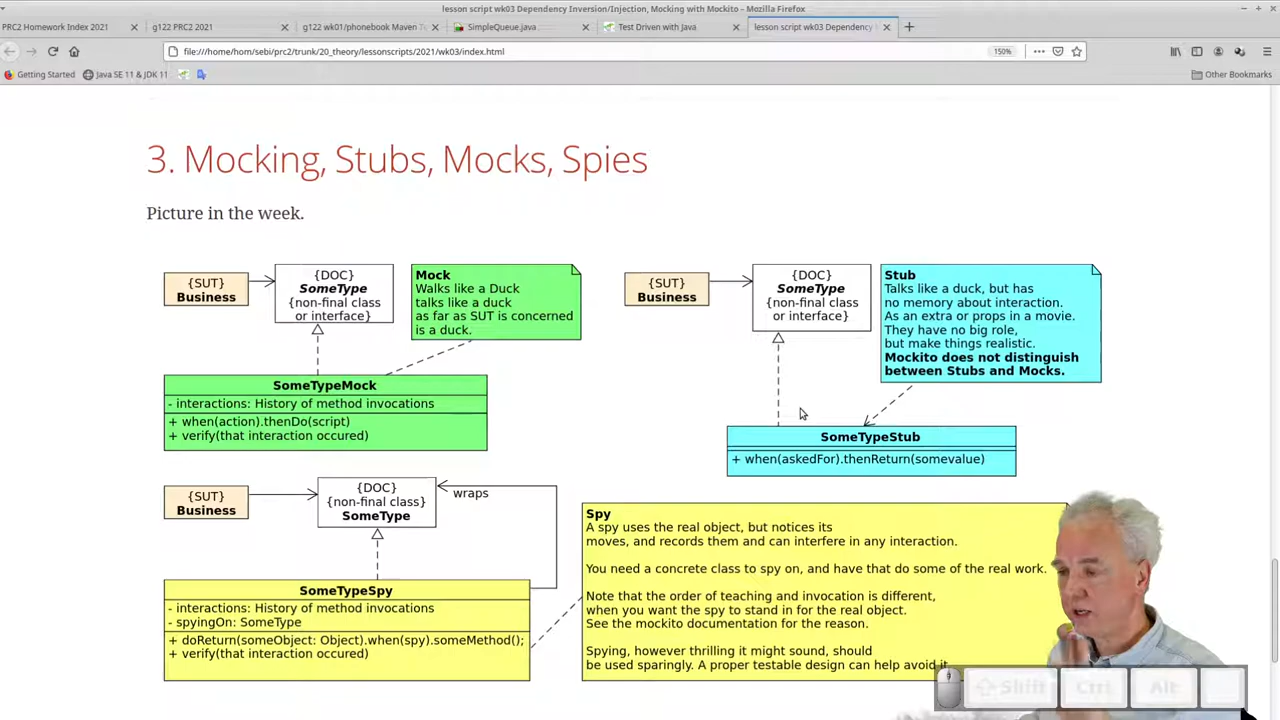 lesson script wk03 Dependency Inversion/Injection, Mocking with Mockito - Mozilla Firefox
PRC2 Homework Index 2021
g122 PRC2 2021
g122 wk01/phonebook Maven T
SimpleQueue.java
Test Driven with Java
lesson script wk03 Dependency
file:///home/hom/sebi/prc2/trunk/20_theory/lessonscripts/2021/wk03/index.html
150%
Getting Started
Java SE 11 & JDK 11
Other Bookmarks
3. Mocking, Stubs, Mocks, Spies
Picture in the week.
{SUT}
Business
{DOC}
SomeType
{non-final class
or interface}
Mock
Walks like a Duck
talks like a duck
as far as SUT is concerned
is a duck.
SomeTypeMock
- interactions: History of method invocations
+ when(action).thenDo(script)
+ verify(that interaction occured)
{SUT}
Business
{DOC}
SomeType
{non-final class
or interface}
Stub
Talks like a duck, but has
no memory about interaction.
As an extra or props in a movie.
They have no big role,
but make things realistic.
Mockito does not distinguish
between Stubs and Mocks.
SomeTypeStub
+ when(askedFor).thenReturn(somevalue)
{SUT}
Business
{DOC}
{non-final class}
SomeType
wraps
SomeTypeSpy
- interactions: History of method invocations
- spyingOn: SomeType
+ doReturn(someObject: Object).when(spy).someMethod();
+ verify(that interaction occured)
Spy
A spy uses the real object, but notices its
moves, and records them and can interfere in any interaction.
You need a concrete class to spy on, and have that do some of the real work.
Note that the order of teaching and invocation is different,
when you want the spy to stand in for the real object.
See the mockito documentation for the reason.
Spying, however thrilling it might sound, should
be used sparingly. A proper testable design can help avoid it
Shift
Ctrl
Alt